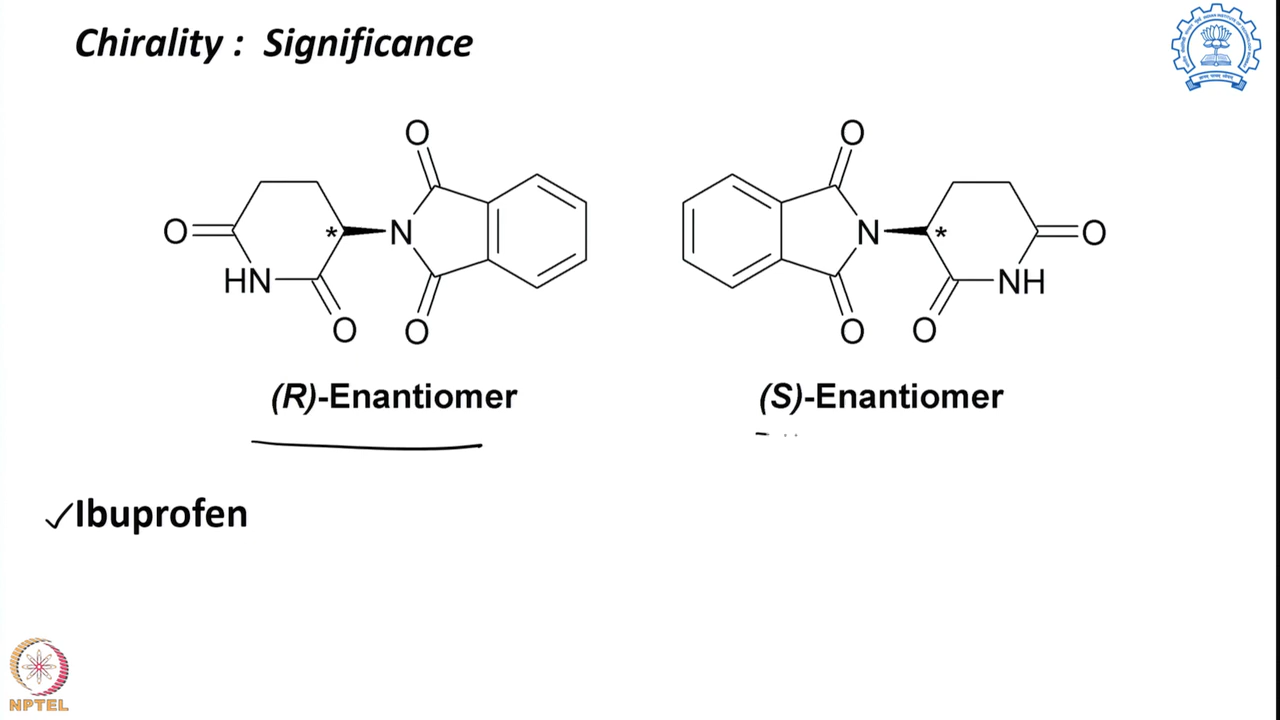 Chirality : Significance
O
O
O
N
*
HN
O
O
O
N
*
O
NH
O
O
(R)-Enantiomer
(S)-Enantiomer
✓Ibuprofen
NPTEL